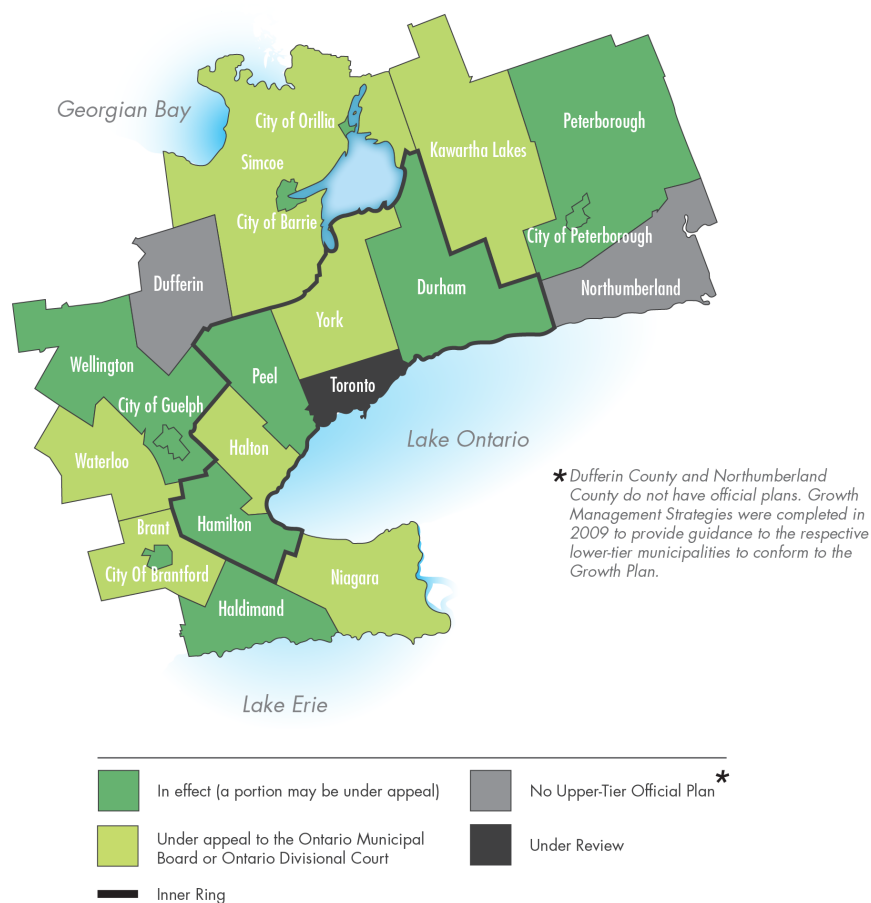 Georgian Bay
City of Orillia
Peterborough
Simcoe
Kawartha Lakes
City of Barrie
City of Peterborough
Dufferin
Durham
Northumberland
York
Wellington
Peel
Toronto
City of Guelph
Lake Ontario
Halton
Waterloo
*Dufferin County and Northumberland
County do not have official plans. Growth
Management Strategies were completed in
2009 to provide guidance to the respective
lower-tier municipalities to conform to the
Growth Plan.
Hamilton
Brant
City Of Brantford
Niagara
Haldimand
Lake Erie
In effect (a portion may be under appeal)
No Upper-Tier Official Plan*
Under appeal to the Ontario Municipal
Board or Ontario Divisional Court
Under Review
Inner Ring